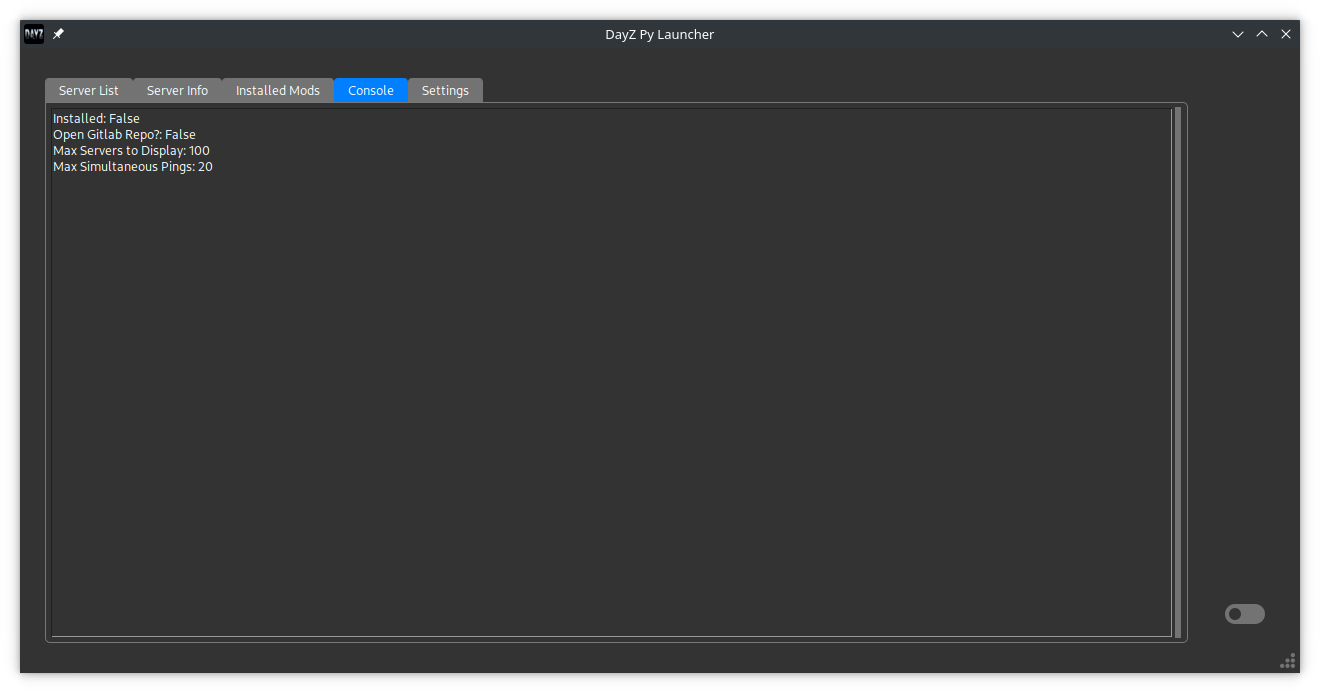 DAYZ
DayZ Py Launcher
Server List
Server Info
Installed Mods
Console
Settings
Installed: False
Open Gitlab Repo?: False
Max Servers to Display: 100
Max Simultaneous Pings: 20